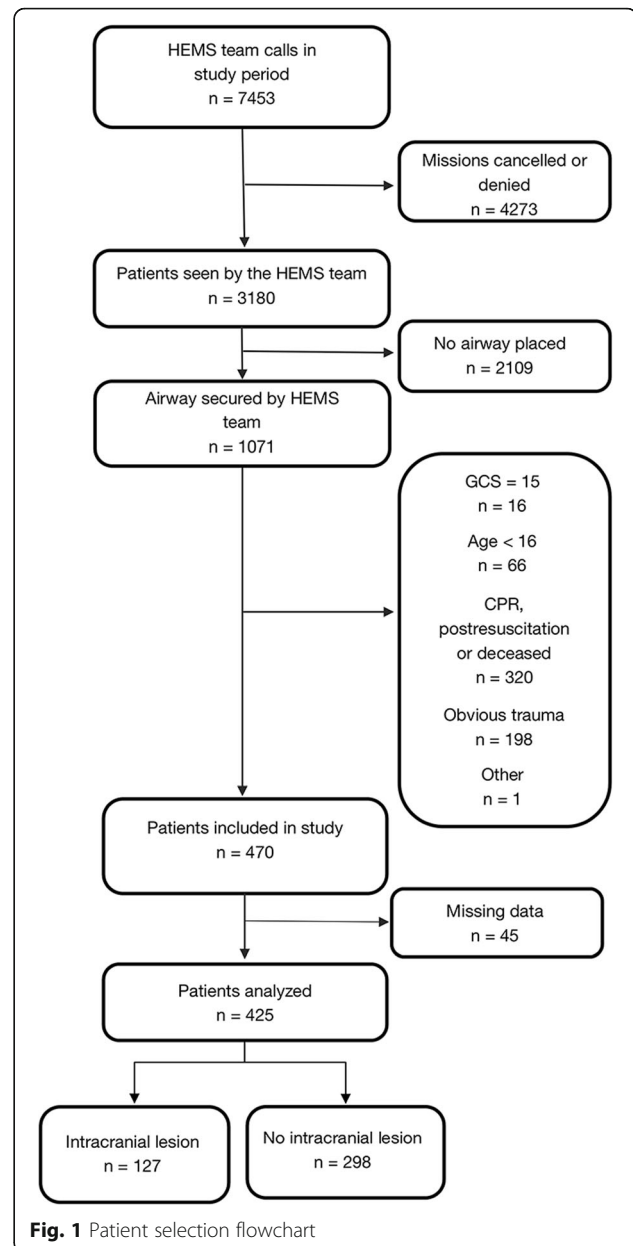 HEMS team calls in
study period
n = 7453
Missions cancelled or
denied
n = 4273
Patients seen by the HEMS team
n = 3180
No airway placed
n = 2109
Airway secured by HEMS
team
n = 1071
GCS = 15
n = 16
Age < 16
n = 66
CPR,
postresuscitation
or deceased
n = 320
Obvious trauma
n = 198
Other
n = 1
Patients included in study
n = 470
Missing data
n = 45
Patients analyzed
n = 425
Intracranial lesion
n = 127
No intracranial lesion
n = 298
Fig. 1 Patient selection flowchart